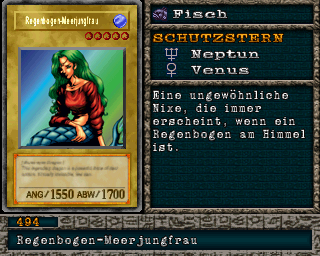 Regenbogen-Meerjungfrau
ANG/ 1550 ABW/ 1700
Fisch
SCHUTZSTERN
Neptun
Venus
Eine ungewöhnliche
Nixe, die immer
erscheint, wenn ein
Regenbogen am Himmel
ist.
494
Regenbogen-Meerjungfrau